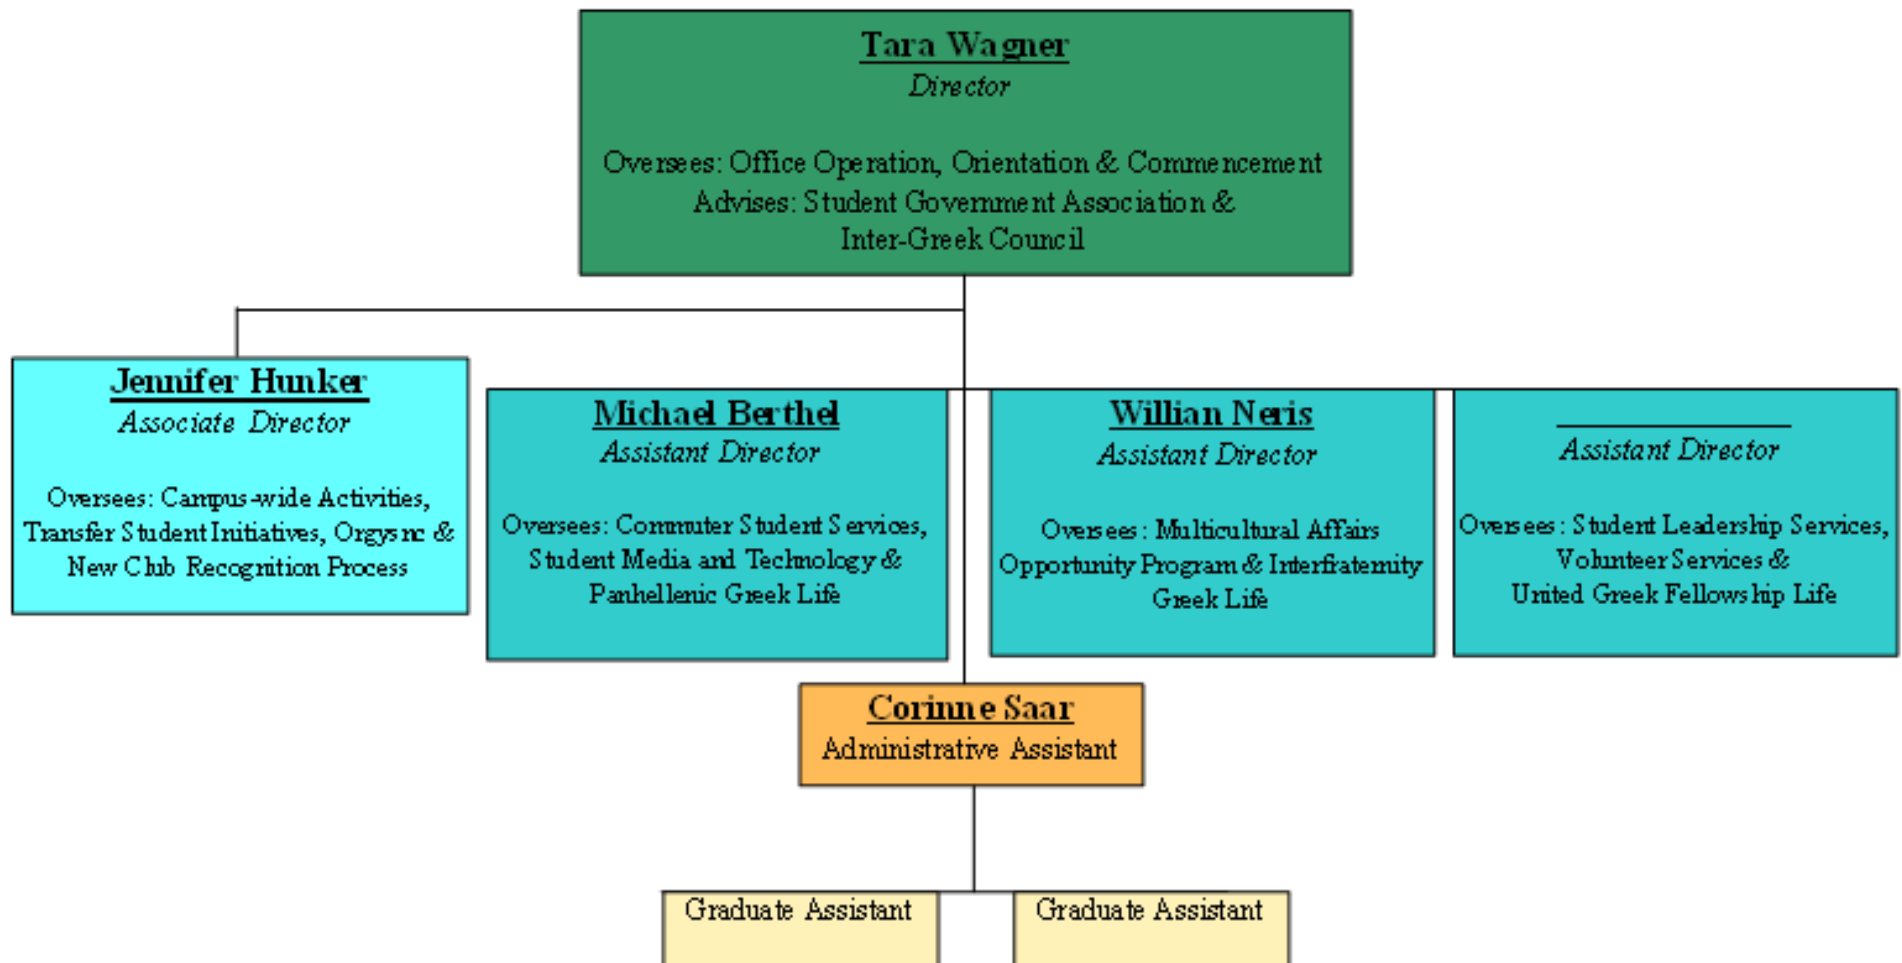 Tara Wagner
Director
Oversees: Office Operation, Orientation & Commencement
Advises: Student Government Association &
Inter-Greek Council
Jennifer Hunker
Associate Director
Oversees: Campus-wide Activities,
Transfer Student Initiatives, Orgysnc &
New Club Recognition Process
Michael Berthel
Assistant Director
Oversees: Commuter Student Services,
Student Media and Technology &
Panhellenic Greek Life
Willian Neris
Assistant Director
Oversees: Multicultural Affairs
Opportunity Program & Interfraternity
Greek Life
Assistant Director
Oversees: Student Leadership Services,
Volunteer Services &
United Greek Fellowship Life
Corinne Saar
Administrative Assistant
Graduate Assistant
Graduate Assistant